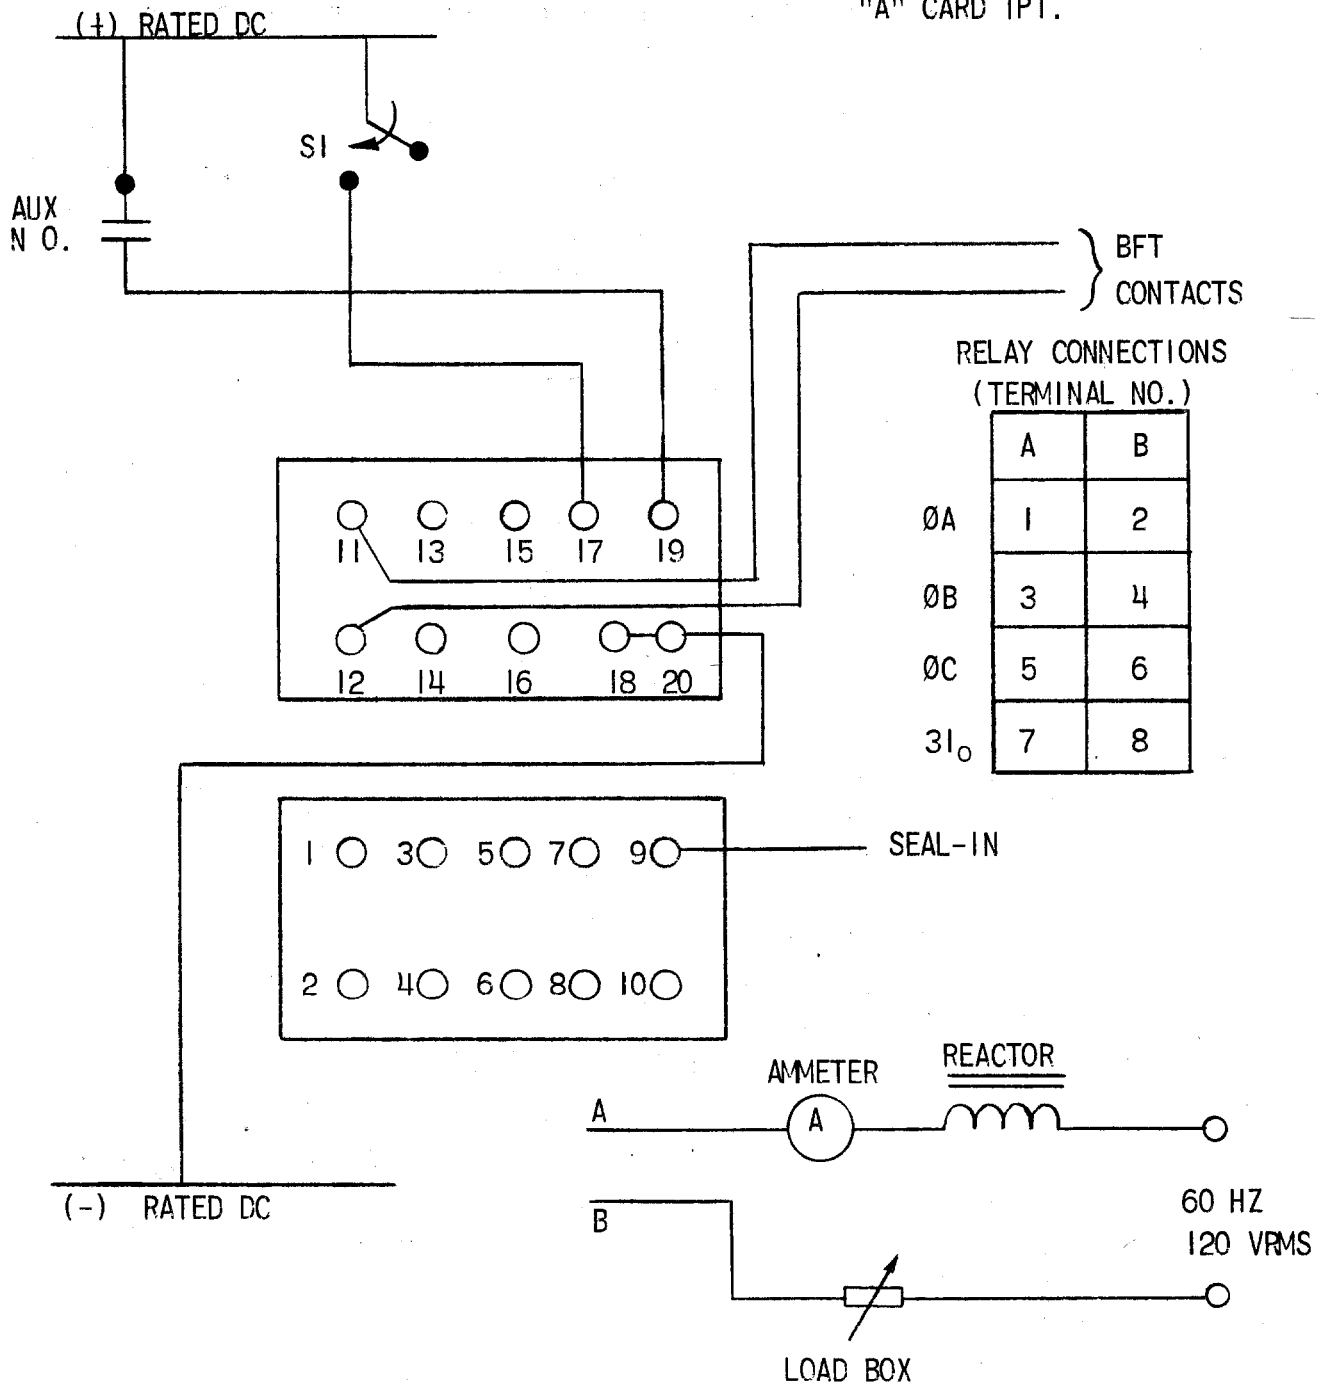 "A" CARD TPT.
(+) RATED DC
S1
AUX
N O.
BFT
CONTACTS
RELAY CONNECTIONS
(TERMINAL NO.)
A B
ØA 1 2
ØB 3 4
ØC 5 6
3I₀ 7 8
11 13 15 17 19
12 14 16 18 20
1 3 5 7 9
SEAL-IN
2 4 6 8 10
AMMETER
REACTOR
A
A
(-) RATED DC
B
60 HZ
120 VRMS
LOAD BOX